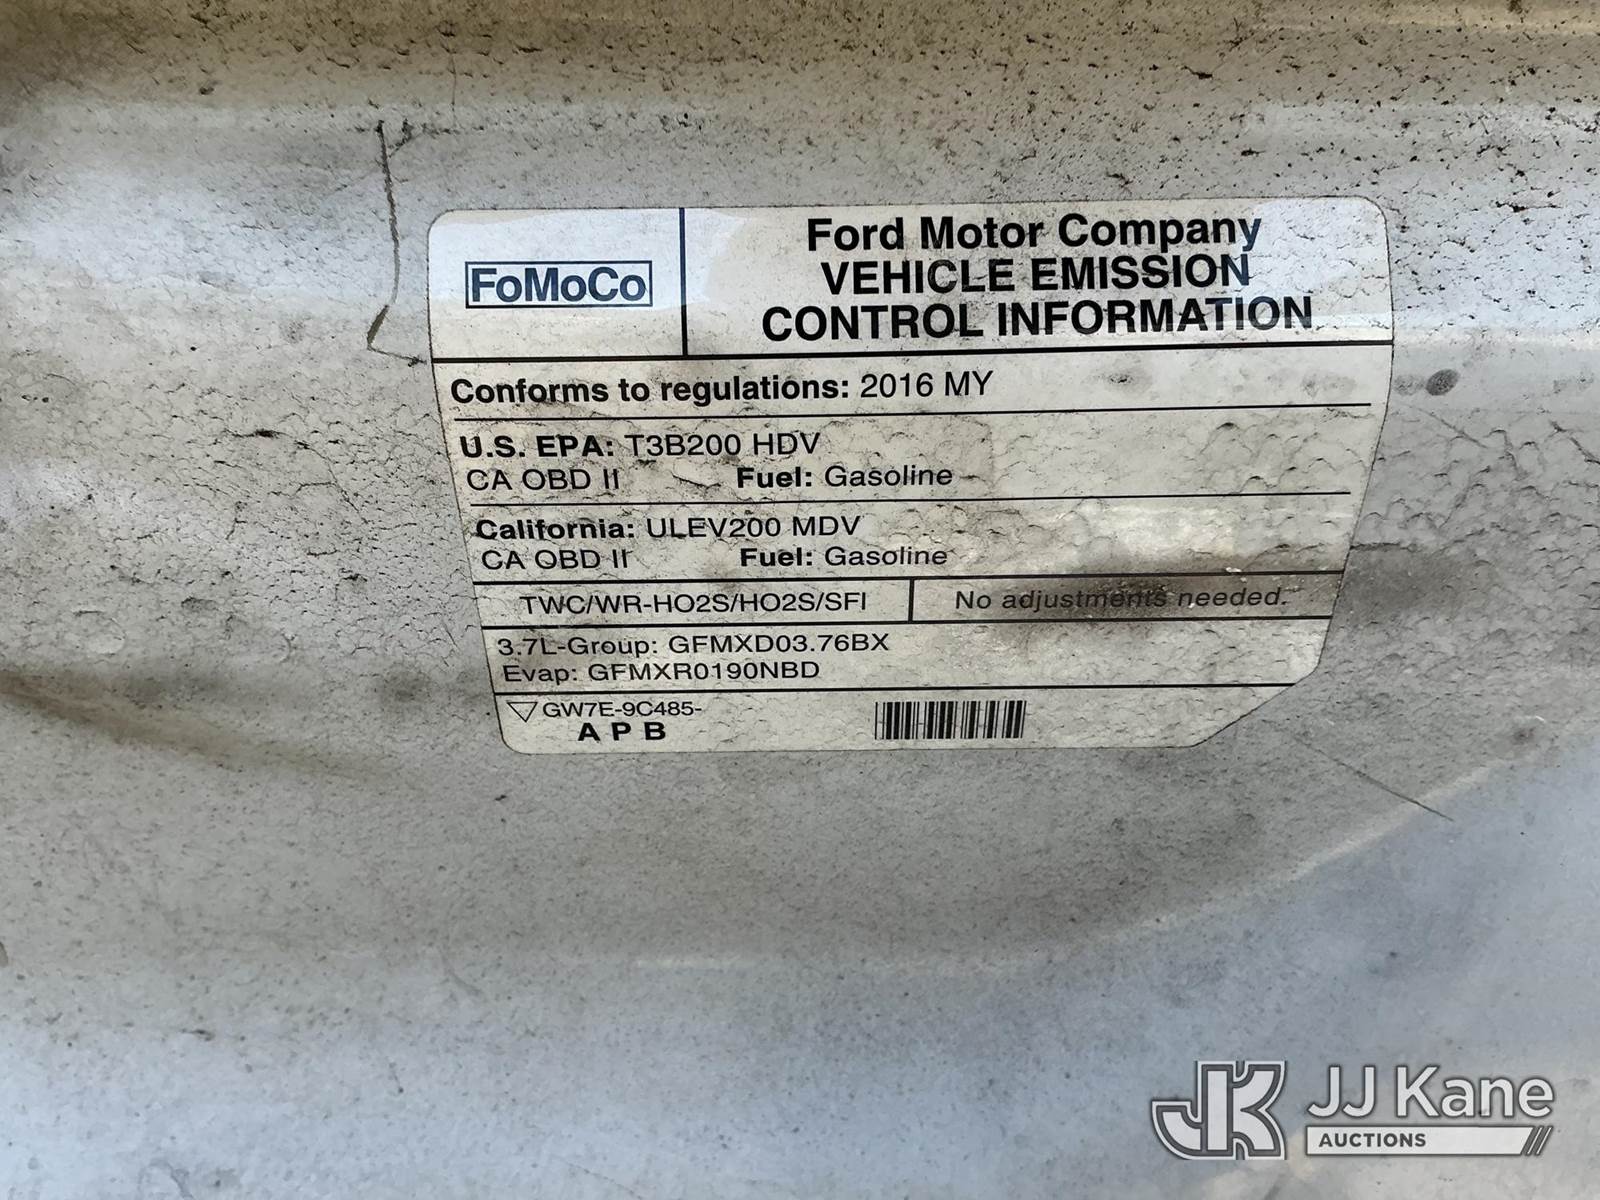 FoMoCo
Ford Motor Company
VEHICLE EMISSION
CONTROL INFORMATION
Conforms to regulations: 2016 MY
U.S. EPA: T3B200 HDV
CA OBD II Fuel: Gasoline
California: ULEV200 MDV
CA OBD II Fuel: Gasoline
TWC/WR-HO2S/HO2S/SFI
No adjustments needed.
3.7L-Group: GFMXD03.76BX
Evap: GFMXR0190NBD
GW7E-9C485-
A P B
JK JJ Kane
AUCTIONS